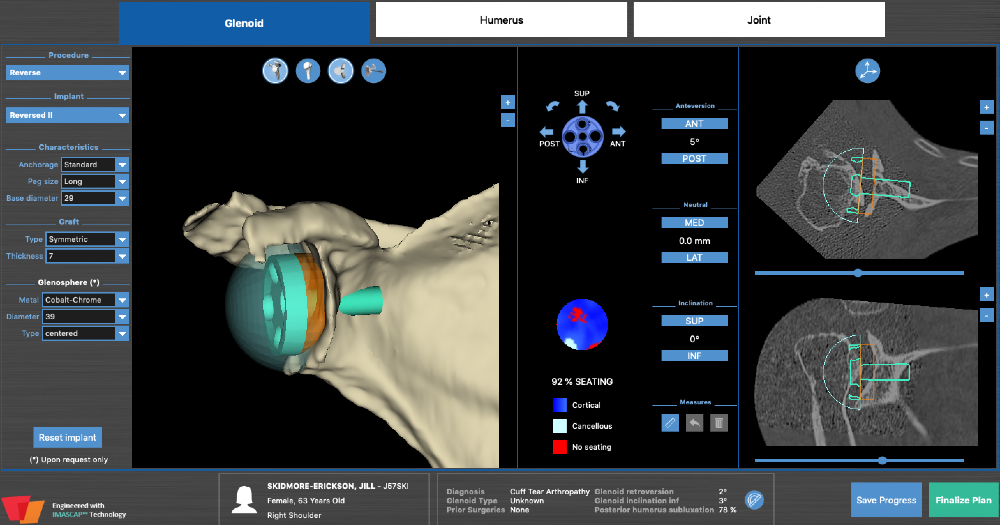 Glenoid
Humerus
Joint
Procedure
Reverse
Implant
Reversed II
Characteristics
Anchorage Standard
Peg size Long
Base diameter 29
Graft
Type Symmetric
Thickness 7
Glenosphere (*)
Metal Cobalt-Chrome
Diameter 39
Type centered
Reset implant
(*) Upon request only
+
-
SUP
POST
ANT
INF
92 % SEATING
Cortical
Cancellous
No seating
Anteversion
ANT
5°
POST
Neutral
MED
0.0 mm
LAT
Inclination
SUP
0°
INF
Measures
+
-
+
-
Engineered with
IMASCAP™ Technology
SKIDMORE-ERICKSON, JILL - J57SKI
Female, 63 Years Old
Right Shoulder
Diagnosis Cuff Tear Arthropathy Glenoid retroversion 2°
Glenoid Type Unknown Glenoid inclination inf 3°
Prior Surgeries None Posterior humerus subluxation 78 %
Save Progress
Finalize Plan